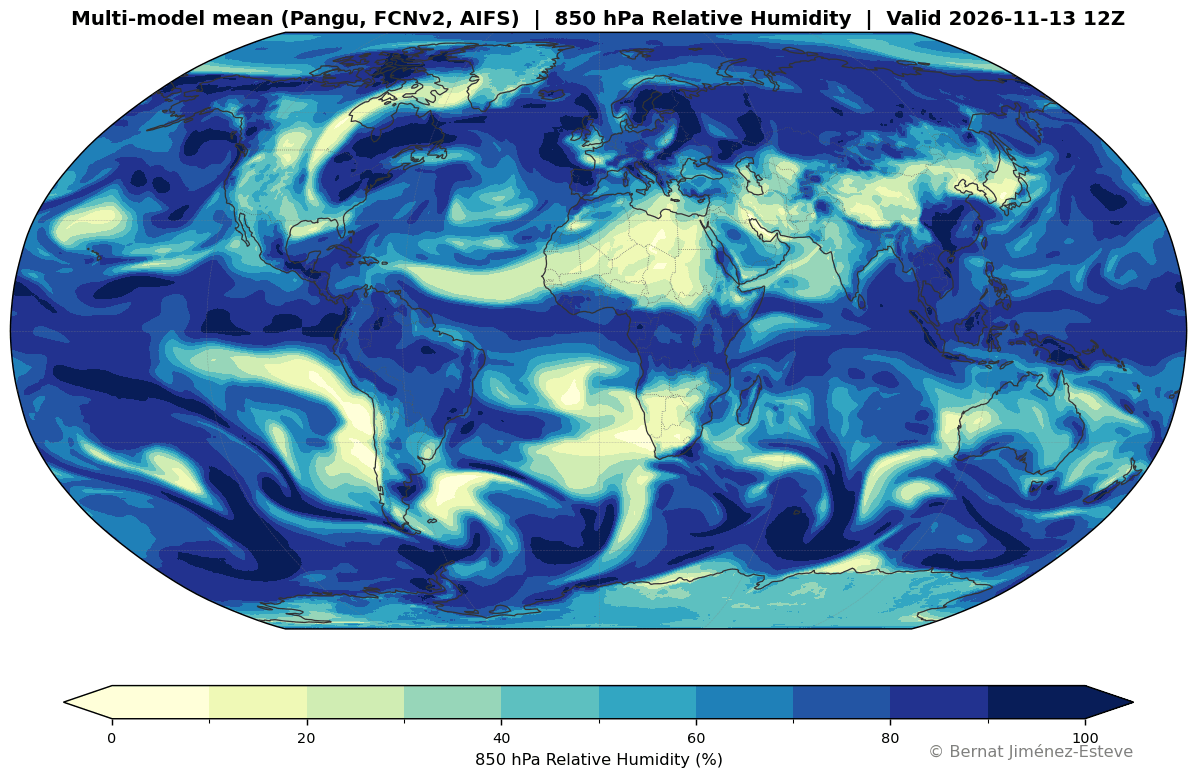 Multi-model mean (Pangu, FCNv2, AIFS) | 850 hPa Relative Humidity | Valid 2026-11-13 12Z
0 20 40 60 80 100
850 hPa Relative Humidity (%)
© Bernat Jiménez-Esteve